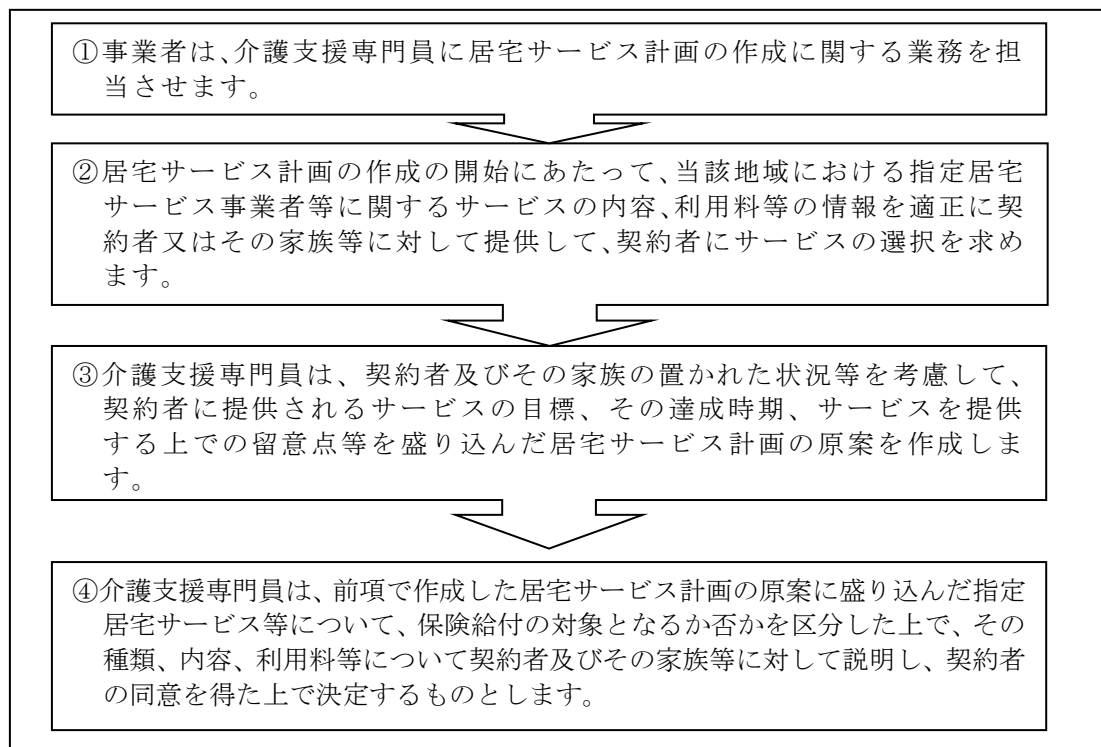 ①事業者は、介護支援専門員に居宅サービス計画の作成に関する業務を担
当させます。
②居宅サービス計画の作成の開始にあたって、当該地域における指定居宅
サービス事業者等に関するサービスの内容、利用料等の情報を適正に契
約者又はその家族等に対して提供して、契約者にサービスの選択を求め
ます。
③介護支援専門員は、契約者及びその家族の置かれた状況等を考慮して、
契約者に提供されるサービスの目標、その達成時期、サービスを提供
する上での留意点等を盛り込んだ居宅サービス計画の原案を作成しま
す。
④介護支援専門員は、前項で作成した居宅サービス計画の原案に盛り込んだ指定
居宅サービス等について、保険給付の対象となるか否かを区分した上で、その
種類、内容、利用料等について契約者及びその家族等に対して説明し、契約者
の同意を得た上で決定するものとします。